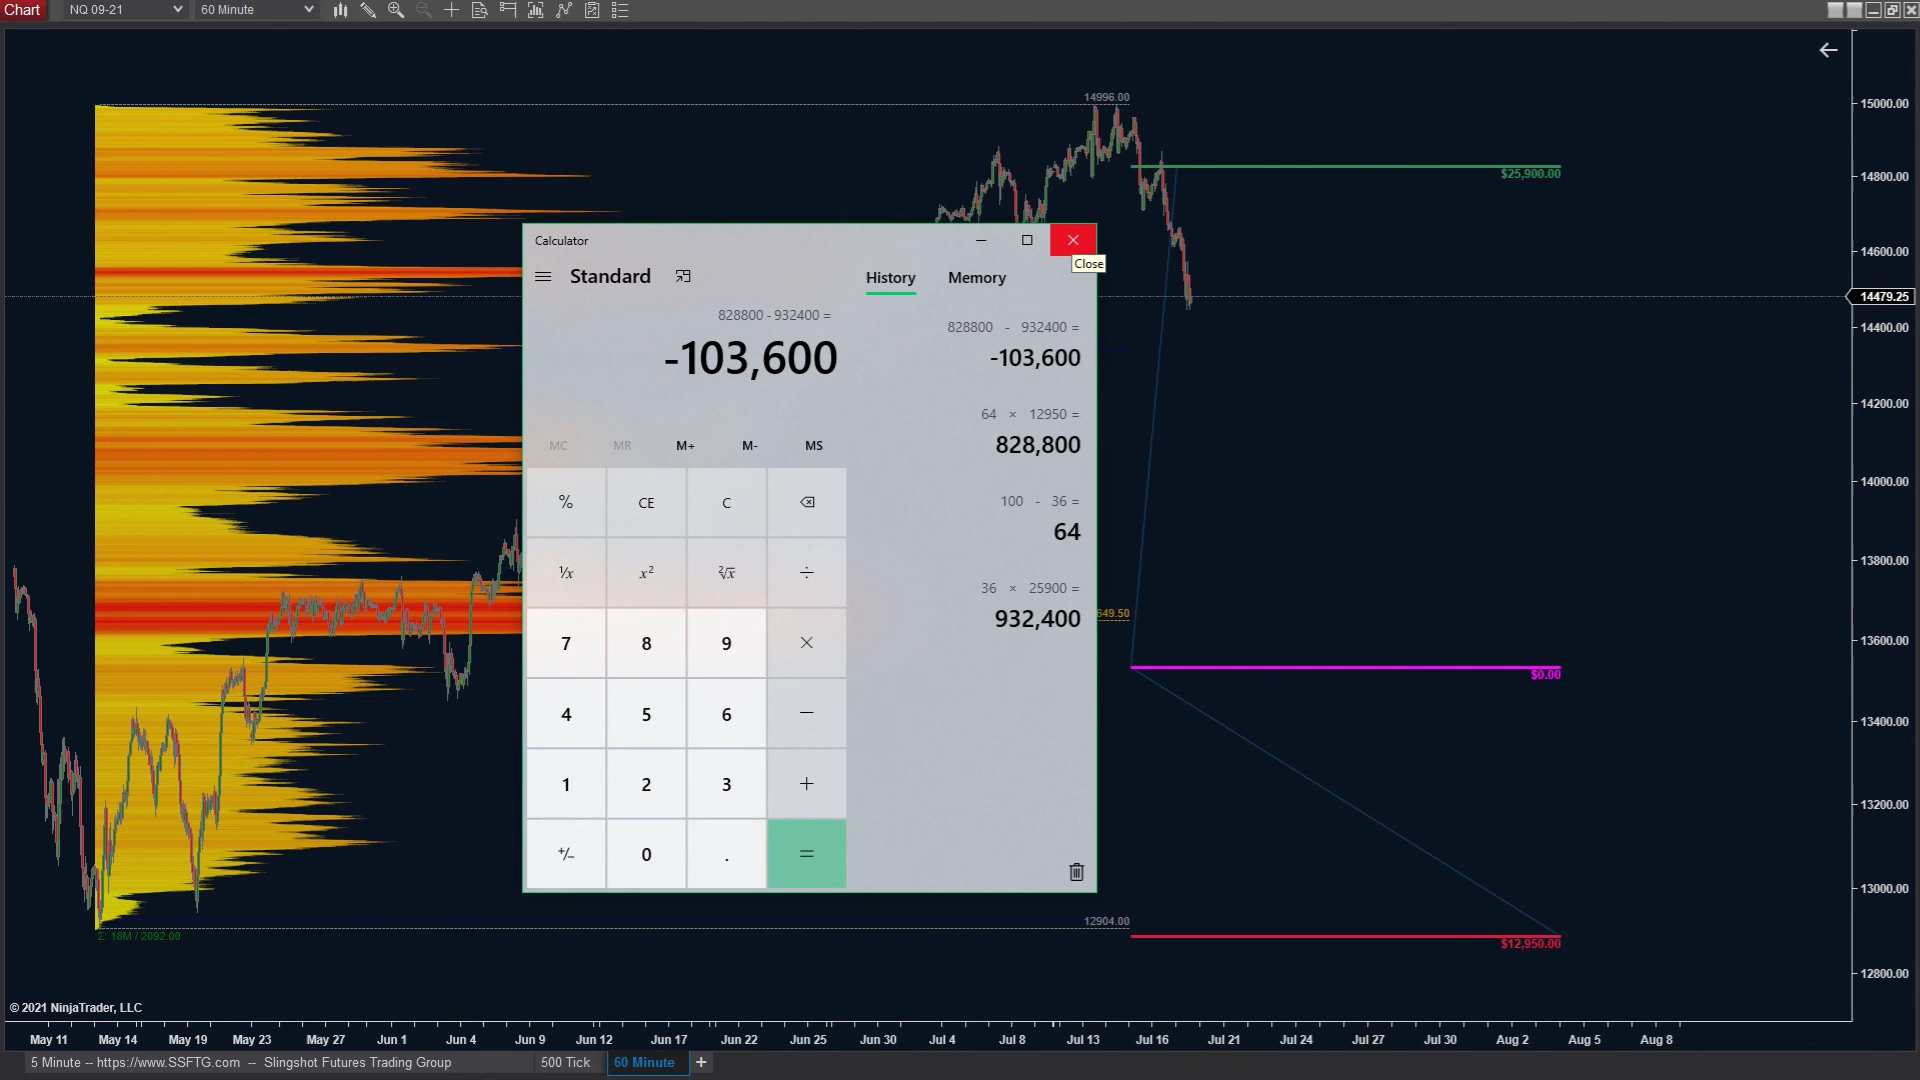 Chart NQ 09-21 60 Minute
14996.00
15000.00
$25,900.00
14800.00
14600.00
14479.25
14400.00
14200.00
14000.00
13800.00
13600.00
13400.00
13200.00
13000.00
12800.00
Calculator
Close
Standard
History Memory
828800 - 932400 =
-103,600
828800 - 932400 =
-103,600
64 × 12950 =
828,800
100 - 36 =
64
36 × 25900 =
932,400
MC MR M+ M- MS
% CE C
¹/x x² ²√x ÷
7 8 9 ×
4 5 6 −
1 2 3 +
+/− 0 . =
649.50
$0.00
12904.00
$12,950.00
Σ: 18M / 2092.00
© 2021 NinjaTrader, LLC
May 11 May 14 May 19 May 23 May 27 Jun 1 Jun 4 Jun 9 Jun 12 Jun 17 Jun 22 Jun 25 Jun 30 Jul 4 Jul 8 Jul 13 Jul 16 Jul 21 Jul 24 Jul 28 Jul 30 Aug 2 Aug 5 Aug 8
5 Minute -- https://www.SSFTG.com -- Slingshot Futures Trading Group 500 Tick 60 Minute +